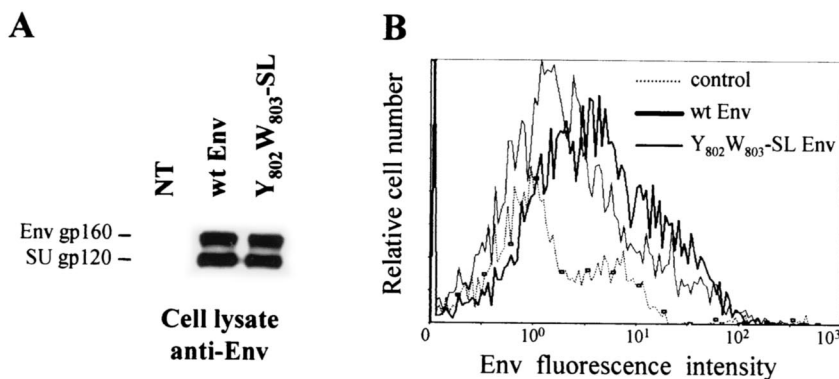 A
NT
wt Env
Y₈₀₂W₈₀₃-SL
Env gp160 –
SU gp120 –
Cell lysate
anti-Env
B
Relative cell number
control
wt Env
Y₈₀₂W₈₀₃-SL Env
0 10⁰ 10¹ 10² 10³
Env fluorescence intensity